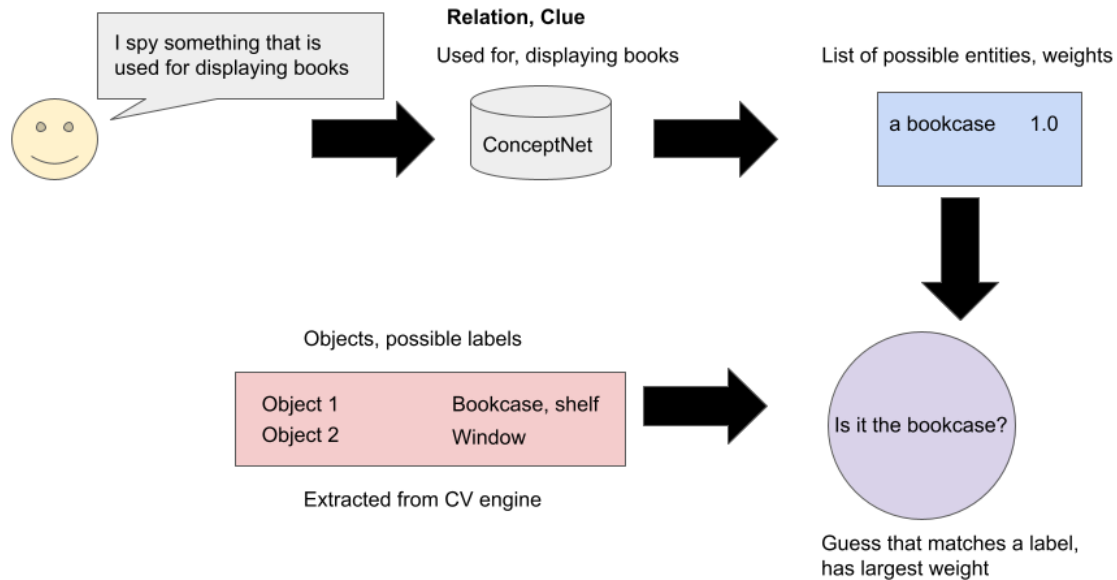 Relation, Clue
I spy something that is
used for displaying books
Used for, displaying books
List of possible entities, weights
ConceptNet
a bookcase 1.0
Objects, possible labels
Object 1 Bookcase, shelf
Object 2 Window
Extracted from CV engine
Is it the bookcase?
Guess that matches a label,
has largest weight